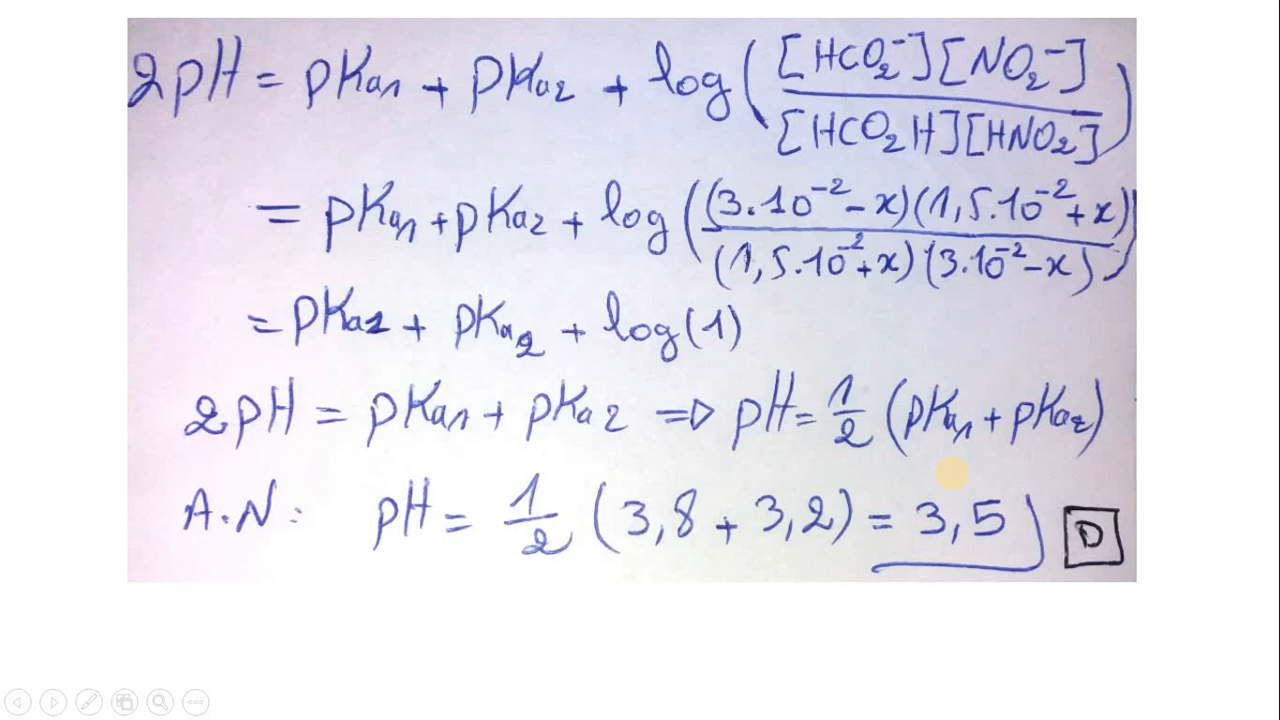 2pH = pKa1 + pKa2 + log([HCO2-][NO2-] / [HCO2H][HNO2])
= pKa1 + pKa2 + log((3.10^-2 - x)(1,5.10^-2 + x) / (1,5.10^-2 + x)(3.10^-2 - x))
= pKa1 + pKa2 + log(1)
2pH = pKa1 + pKa2 => pH = 1/2 (pKa1 + pKa2)
A.N: pH = 1/2 (3,8 + 3,2) = 3,5 D